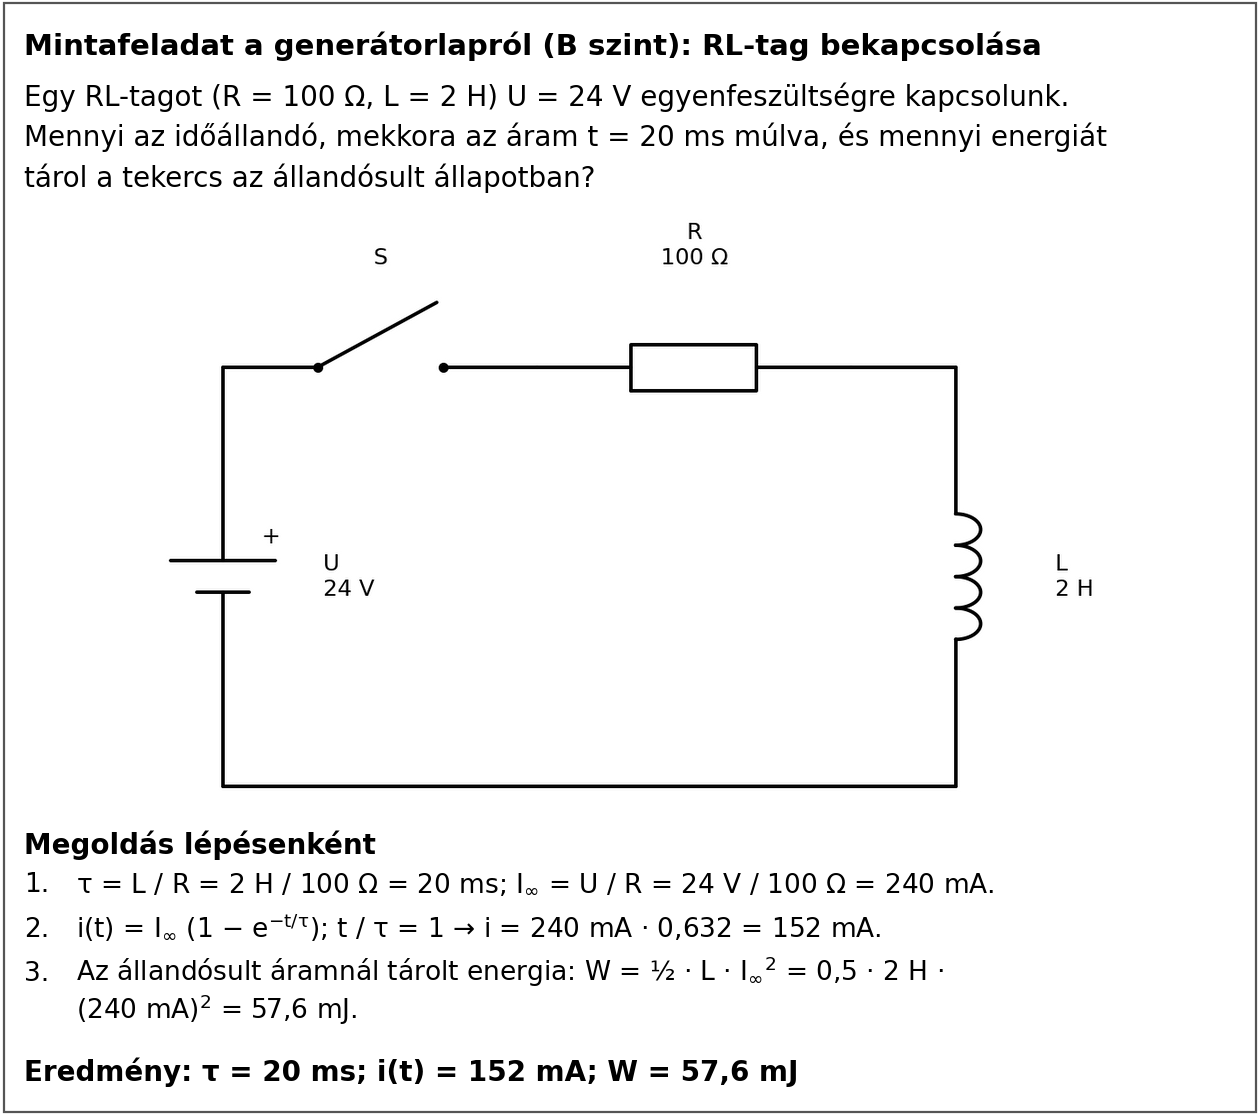 Mintafeladat a generátorlapról (B szint): RL-tag bekapcsolása
Egy RL-tagot (R = 100 Ω, L = 2 H) U = 24 V egyenfeszültségre kapcsolunk.
Mennyi az időállandó, mekkora az áram t = 20 ms múlva, és mennyi energiát
tárol a tekercs az állandósult állapotban?
S
R
100 Ω
+
U
24 V
L
2 H
Megoldás lépésenként
1. τ = L / R = 2 H / 100 Ω = 20 ms; I∞ = U / R = 24 V / 100 Ω = 240 mA.
2. i(t) = I∞ (1 − e^−t/τ); t / τ = 1 → i = 240 mA · 0,632 = 152 mA.
3. Az állandósult áramnál tárolt energia: W = ½ · L · I∞² = 0,5 · 2 H ·
(240 mA)² = 57,6 mJ.
Eredmény: τ = 20 ms; i(t) = 152 mA; W = 57,6 mJ